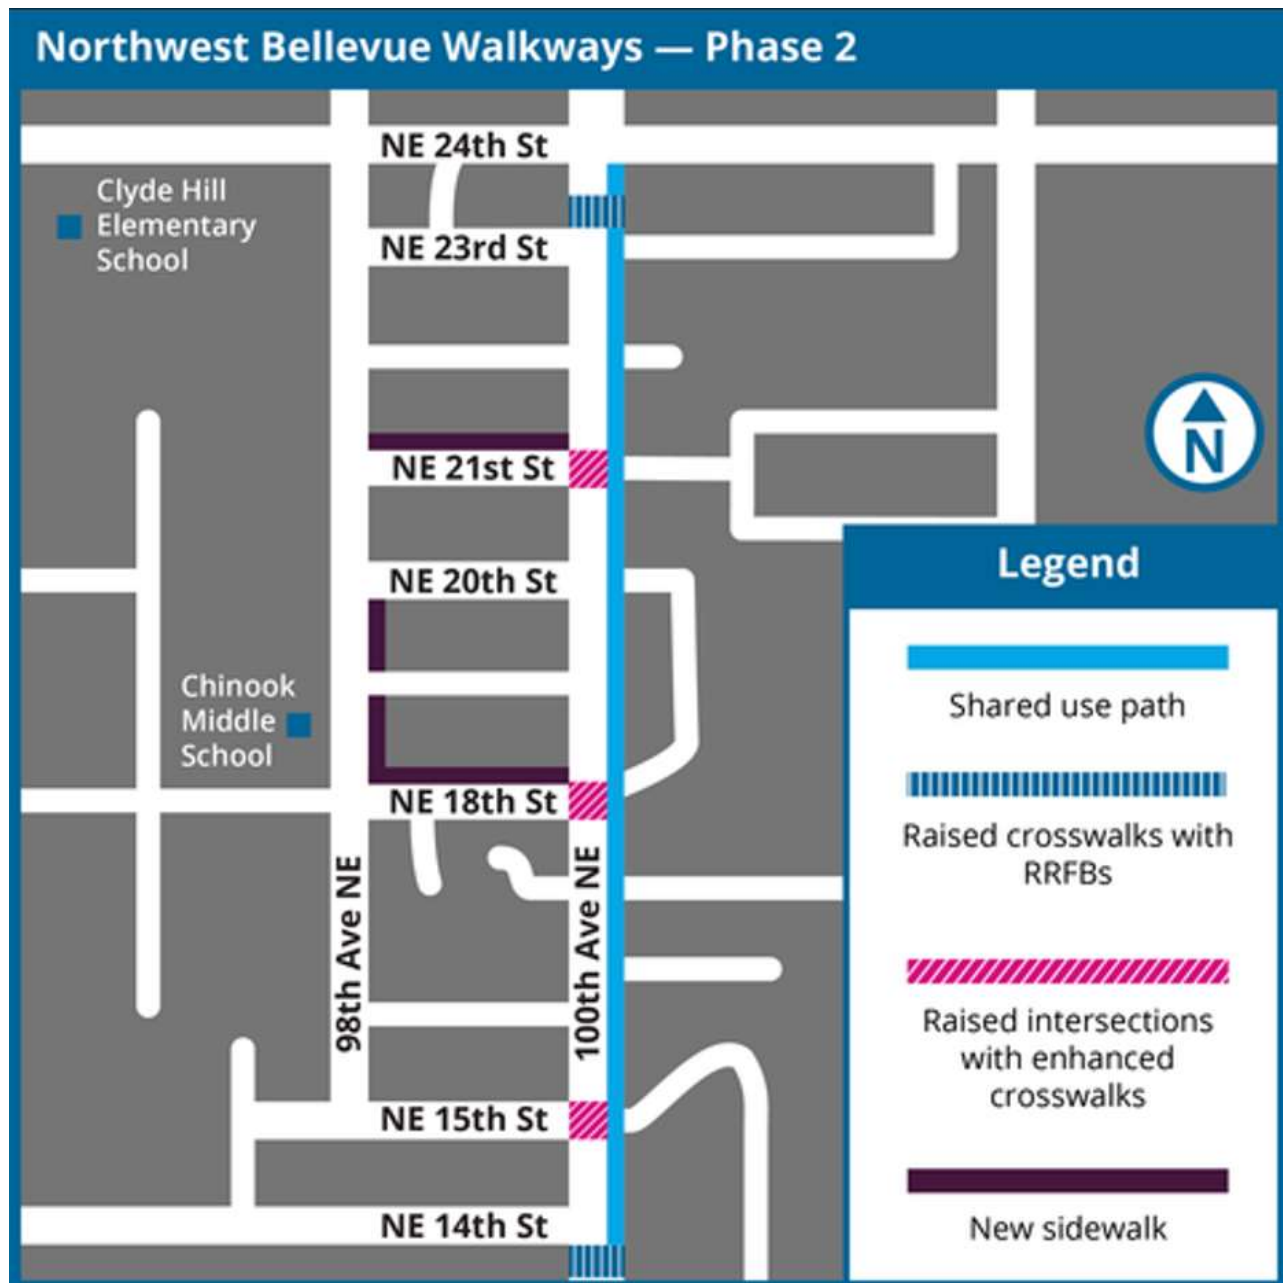 Northwest Bellevue Walkways — Phase 2
NE 24th St
Clyde Hill
Elementary
School
NE 23rd St
N
NE 21st St
NE 20th St
Chinook
Middle
School
NE 18th St
98th Ave NE
100th Ave NE
NE 15th St
NE 14th St
Legend
Shared use path
Raised crosswalks with
RRFBs
Raised intersections
with enhanced
crosswalks
New sidewalk